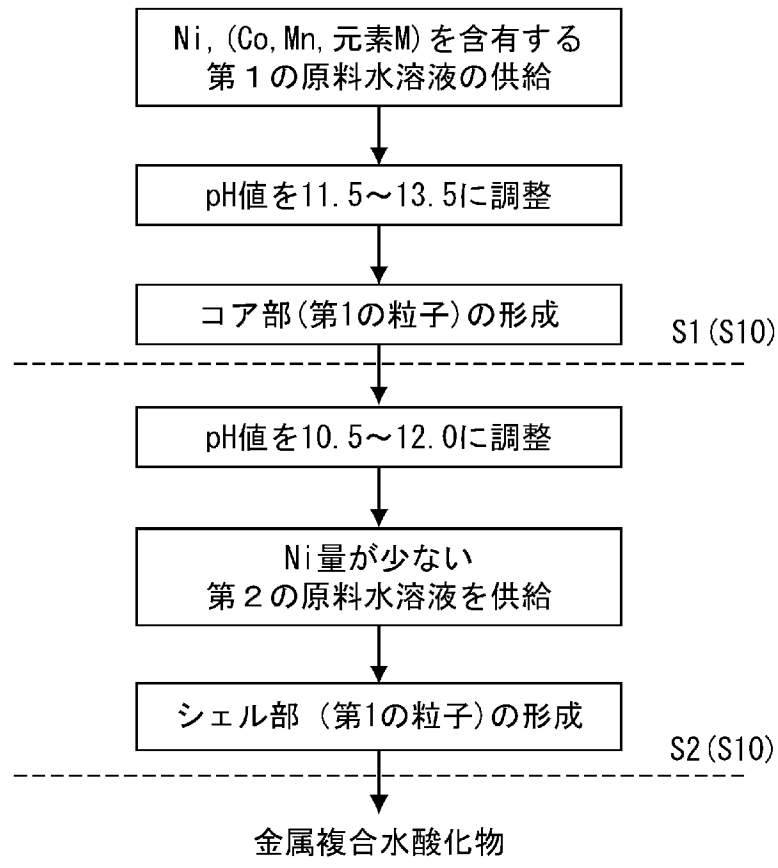 Ni, (Co, Mn, 元素M) を含有する
第１の原料水溶液の供給
pH値を11.5～13.5に調整
コア部(第1の粒子)の形成
S1(S10)
pH値を10.5～12.0に調整
Ni量が少ない
第２の原料水溶液を供給
シェル部 (第1の粒子)の形成
S2(S10)
金属複合水酸化物